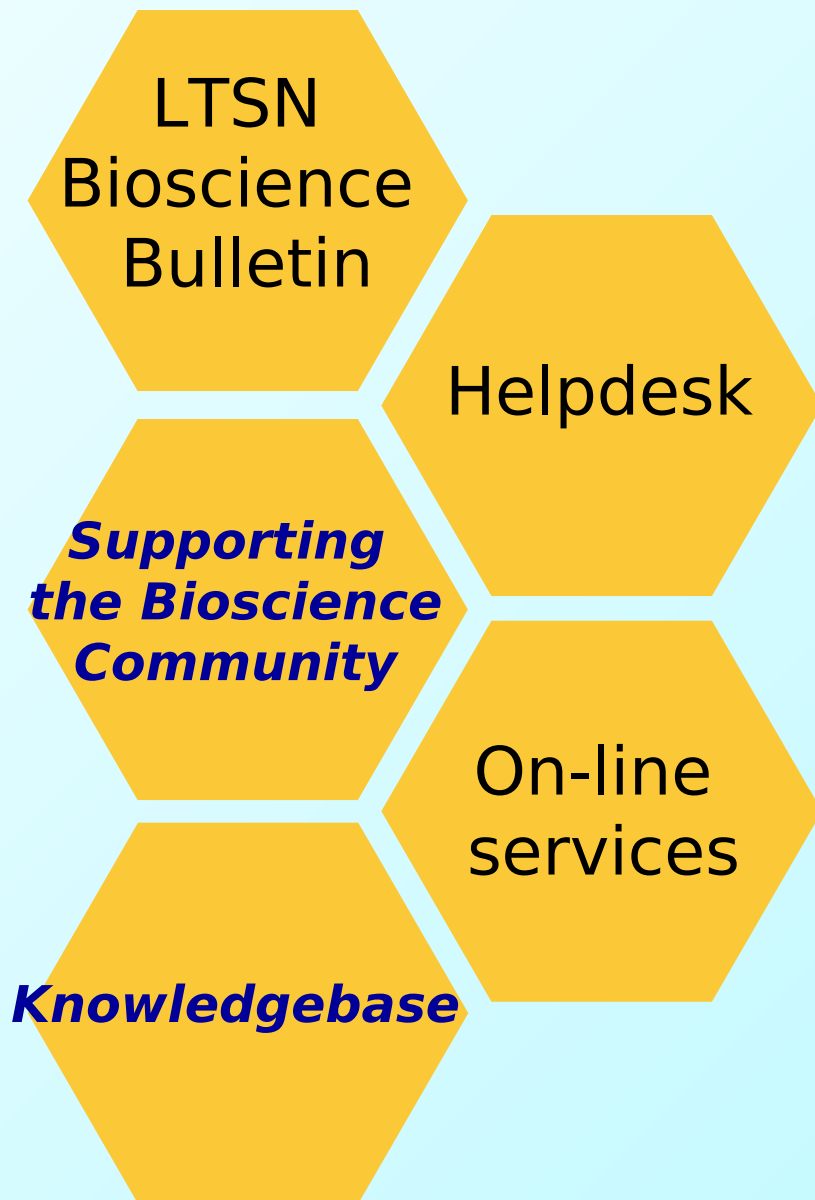 LTSN
Bioscience
Bulletin
Helpdesk
Supporting
the Bioscience
Community
On-line
services
Knowledgebase